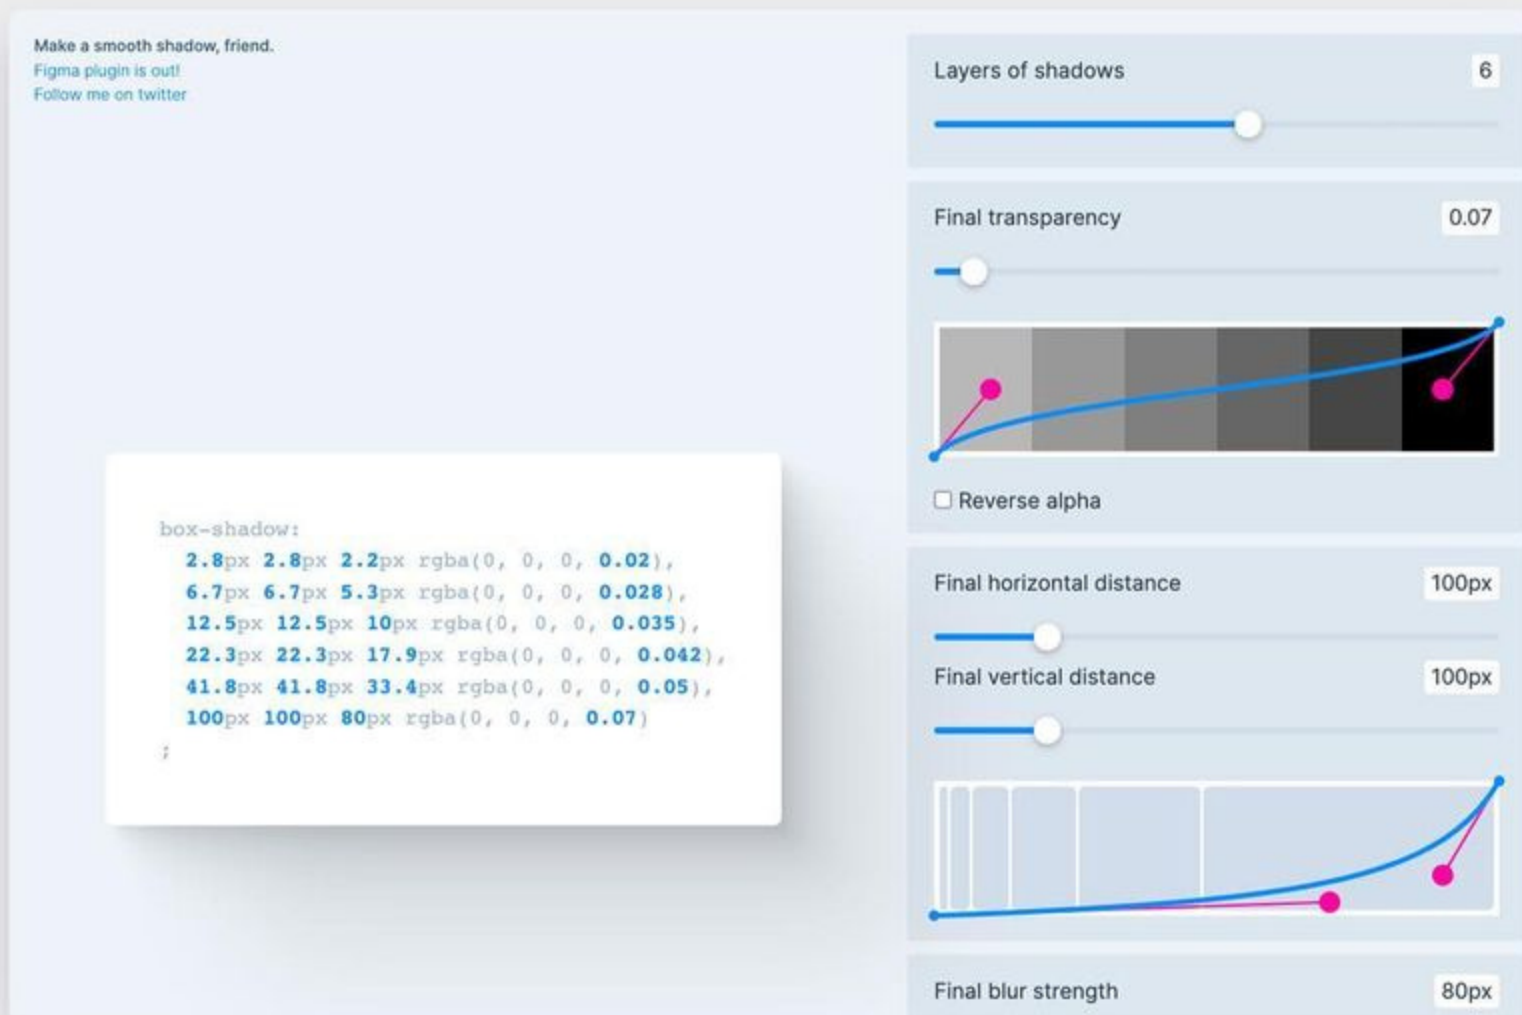 Make a smooth shadow, friend.
Figma plugin is out!
Follow me on twitter
box-shadow:
2.8px 2.8px 2.2px rgba(0, 0, 0, 0.02),
6.7px 6.7px 5.3px rgba(0, 0, 0, 0.028),
12.5px 12.5px 10px rgba(0, 0, 0, 0.035),
22.3px 22.3px 17.9px rgba(0, 0, 0, 0.042),
41.8px 41.8px 33.4px rgba(0, 0, 0, 0.05),
100px 100px 80px rgba(0, 0, 0, 0.07)
;
Layers of shadows 6
Final transparency 0.07
Reverse alpha
Final horizontal distance 100px
Final vertical distance 100px
Final blur strength 80px